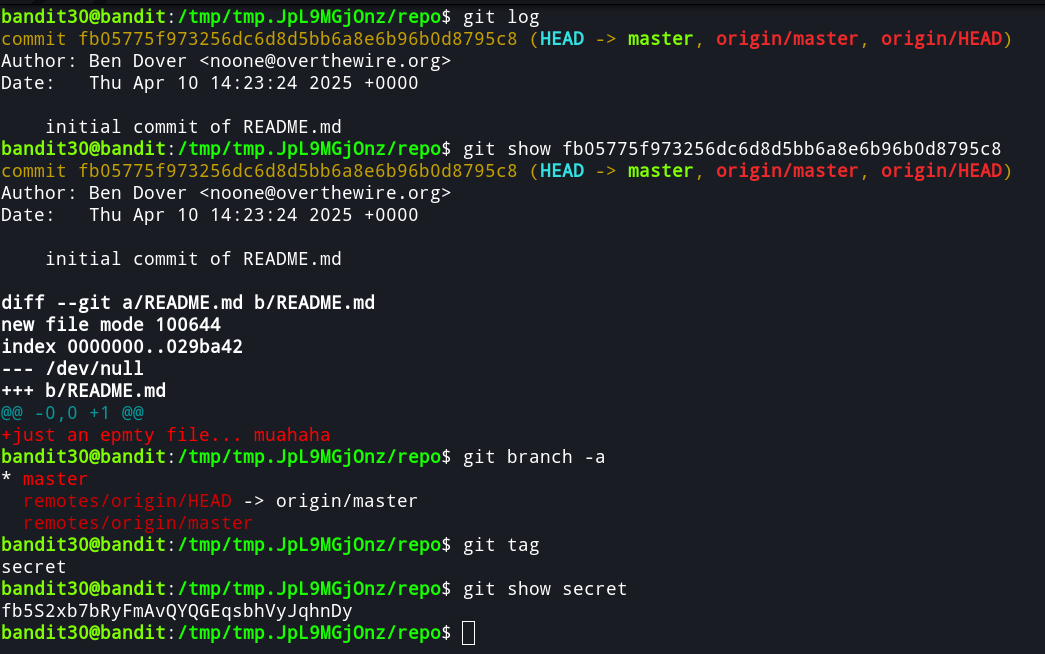 bandit30@bandit:/tmp/tmp.JpL9MGjOnz/repo$ git log
commit fb05775f973256dc6d8d5bb6a8e6b96b0d8795c8 (HEAD -> master, origin/master, origin/HEAD)
Author: Ben Dover <noone@overthewire.org>
Date:   Thu Apr 10 14:23:24 2025 +0000

    initial commit of README.md
bandit30@bandit:/tmp/tmp.JpL9MGjOnz/repo$ git show fb05775f973256dc6d8d5bb6a8e6b96b0d8795c8
commit fb05775f973256dc6d8d5bb6a8e6b96b0d8795c8 (HEAD -> master, origin/master, origin/HEAD)
Author: Ben Dover <noone@overthewire.org>
Date:   Thu Apr 10 14:23:24 2025 +0000

    initial commit of README.md

diff --git a/README.md b/README.md
new file mode 100644
index 0000000..029ba42
--- /dev/null
+++ b/README.md
@@ -0,0 +1 @@
+just an epmty file... muahaha
bandit30@bandit:/tmp/tmp.JpL9MGjOnz/repo$ git branch -a
* master
  remotes/origin/HEAD -> origin/master
  remotes/origin/master
bandit30@bandit:/tmp/tmp.JpL9MGjOnz/repo$ git tag
secret
bandit30@bandit:/tmp/tmp.JpL9MGjOnz/repo$ git show secret
fb5S2xb7bRyFmAvQYQGEqsbhVyJqhnDy
bandit30@bandit:/tmp/tmp.JpL9MGjOnz/repo$